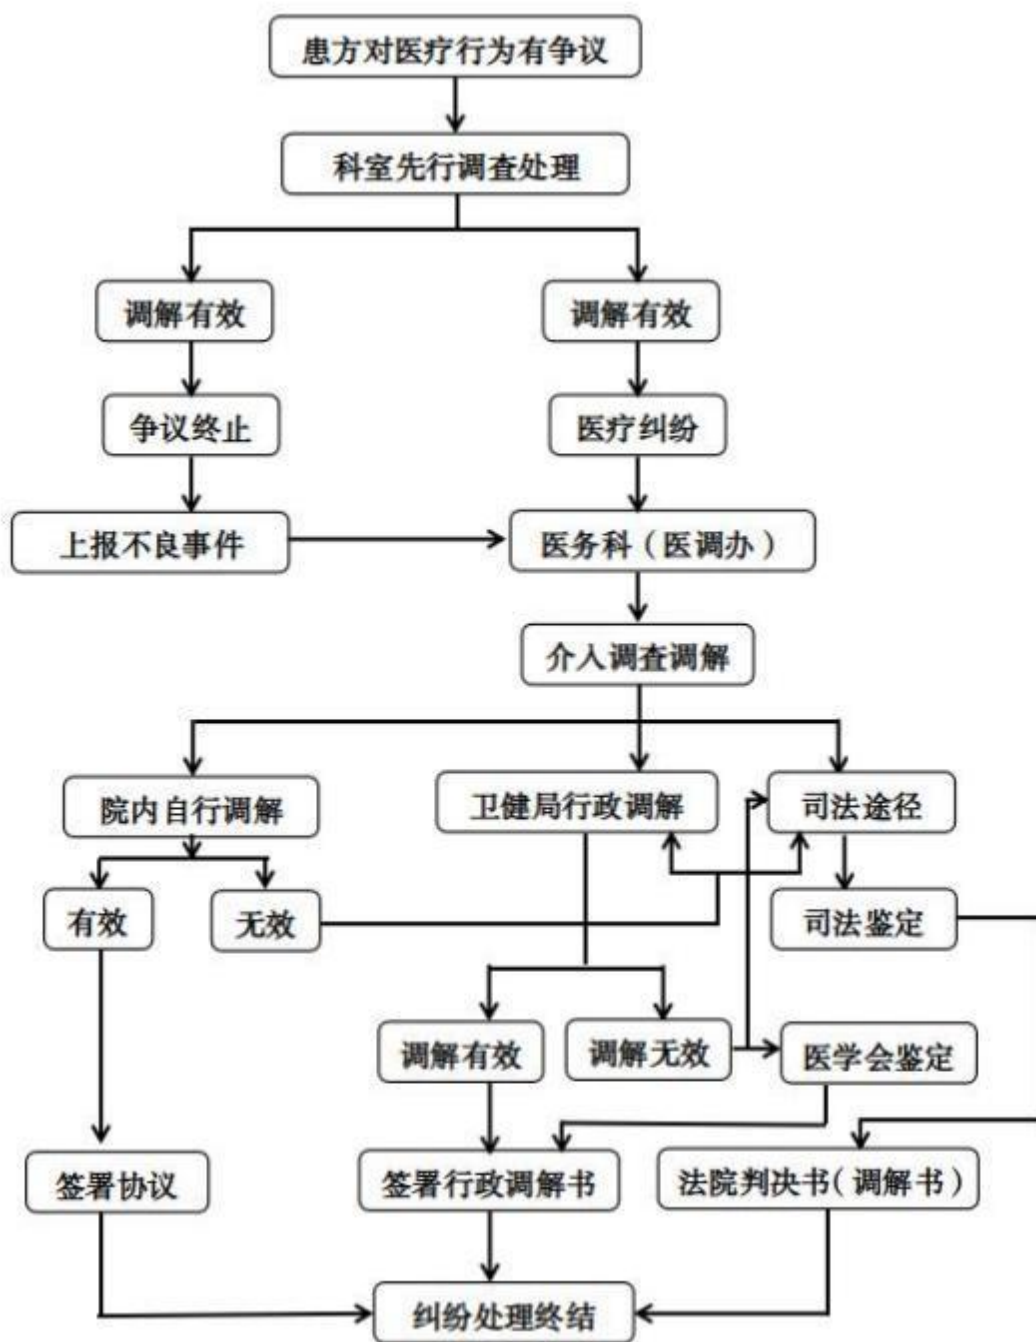 患方对医疗行为有争议
科室先行调查处理
调解有效
调解有效
争议终止
医疗纠纷
上报不良事件
医务科（医调办）
介入调查调解
院内自行调解
卫健局行政调解
司法途径
有效
无效
司法鉴定
调解有效
调解无效
医学会鉴定
签署协议
签署行政调解书
法院判决书（调解书）
纠纷处理终结